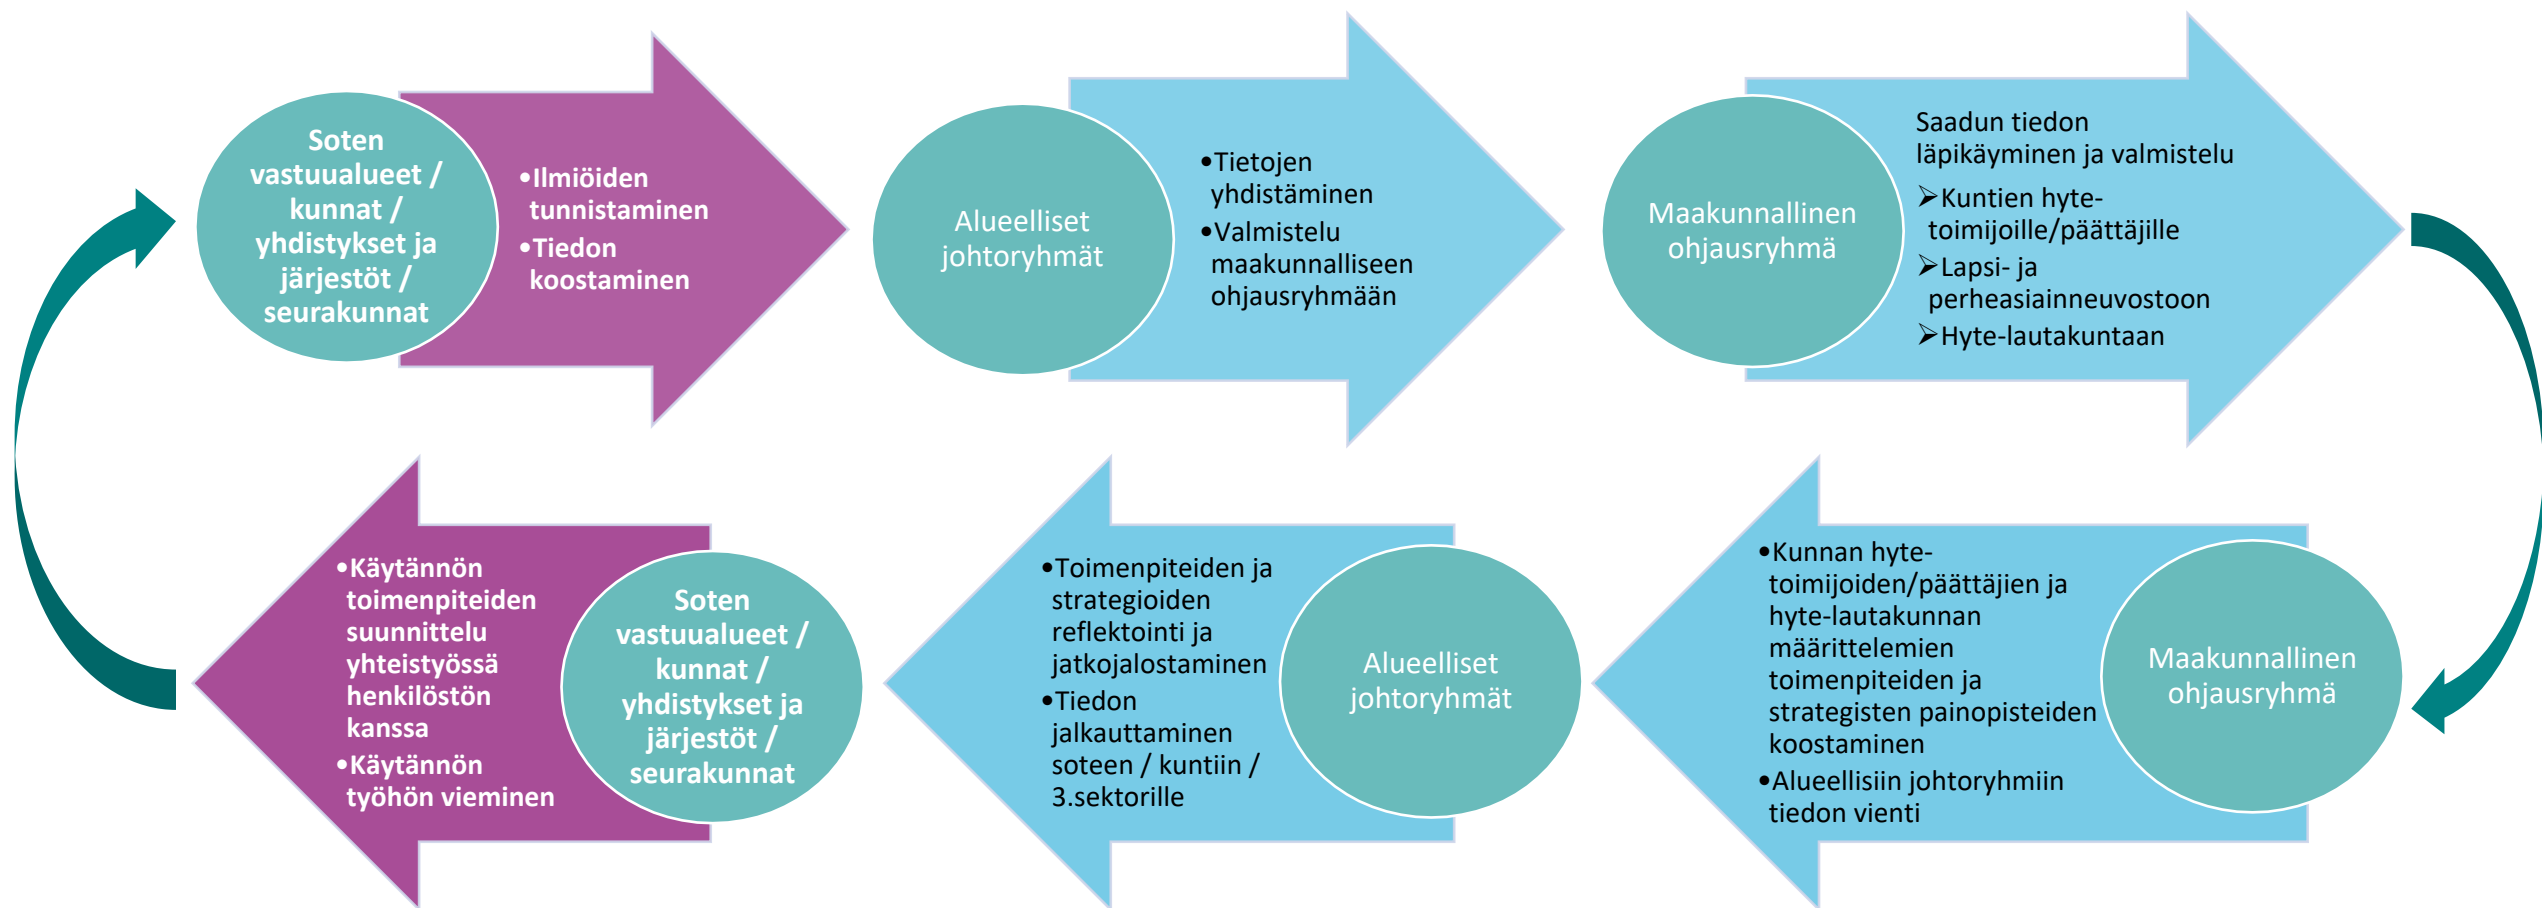 Soten
vastuualueet /
kunnat /
yhdistykset ja
järjestöt /
seurakunnat
•Ilmiöiden
tunnistaminen
•Tiedon
koostaminen
Alueelliset
johtoryhmät
•Tietojen
yhdistäminen
•Valmistelu
maakunnalliseen
ohjausryhmään
Maakunnallinen
ohjausryhmä
Saadun tiedon
läpikäyminen ja valmistelu
➢Kuntien hyte-
toimijoille/päättäjille
➢Lapsi- ja
perheasiainneuvostoon
➢Hyte-lautakuntaan
•Käytännön
toimenpiteiden
suunnittelu
yhteistyössä
henkilöstön
kanssa
•Käytännön
työhön vieminen
Soten
vastuualueet /
kunnat /
yhdistykset ja
järjestöt /
seurakunnat
•Toimenpiteiden ja
strategioiden
reflektointi ja
jatkojalostaminen
•Tiedon
jalkauttaminen
soteen / kuntiin /
3.sektorille
Alueelliset
johtoryhmät
•Kunnan hyte-
toimijoiden/päättäjien ja
hyte-lautakunnan
määrittelemien
toimenpiteiden ja
strategisten painopisteiden
koostaminen
•Alueellisiin johtoryhmiin
tiedon vienti
Maakunnallinen
ohjausryhmä